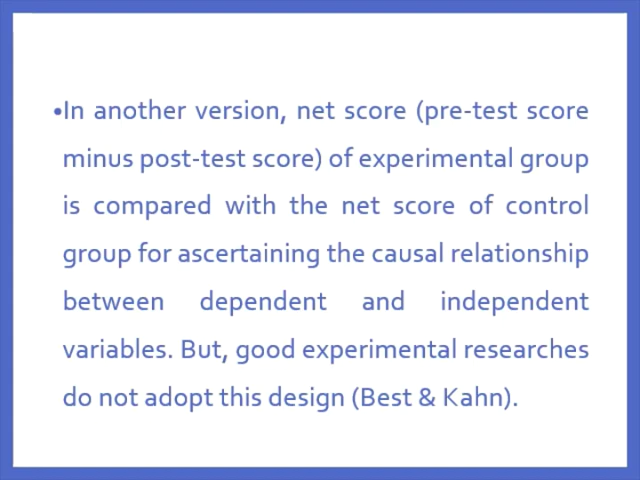 •In another version, net score (pre-test score
minus post-test score) of experimental group
is compared with the net score of control
group for ascertaining the causal relationship
between dependent and independent
variables. But, good experimental researches
do not adopt this design (Best & Kahn).